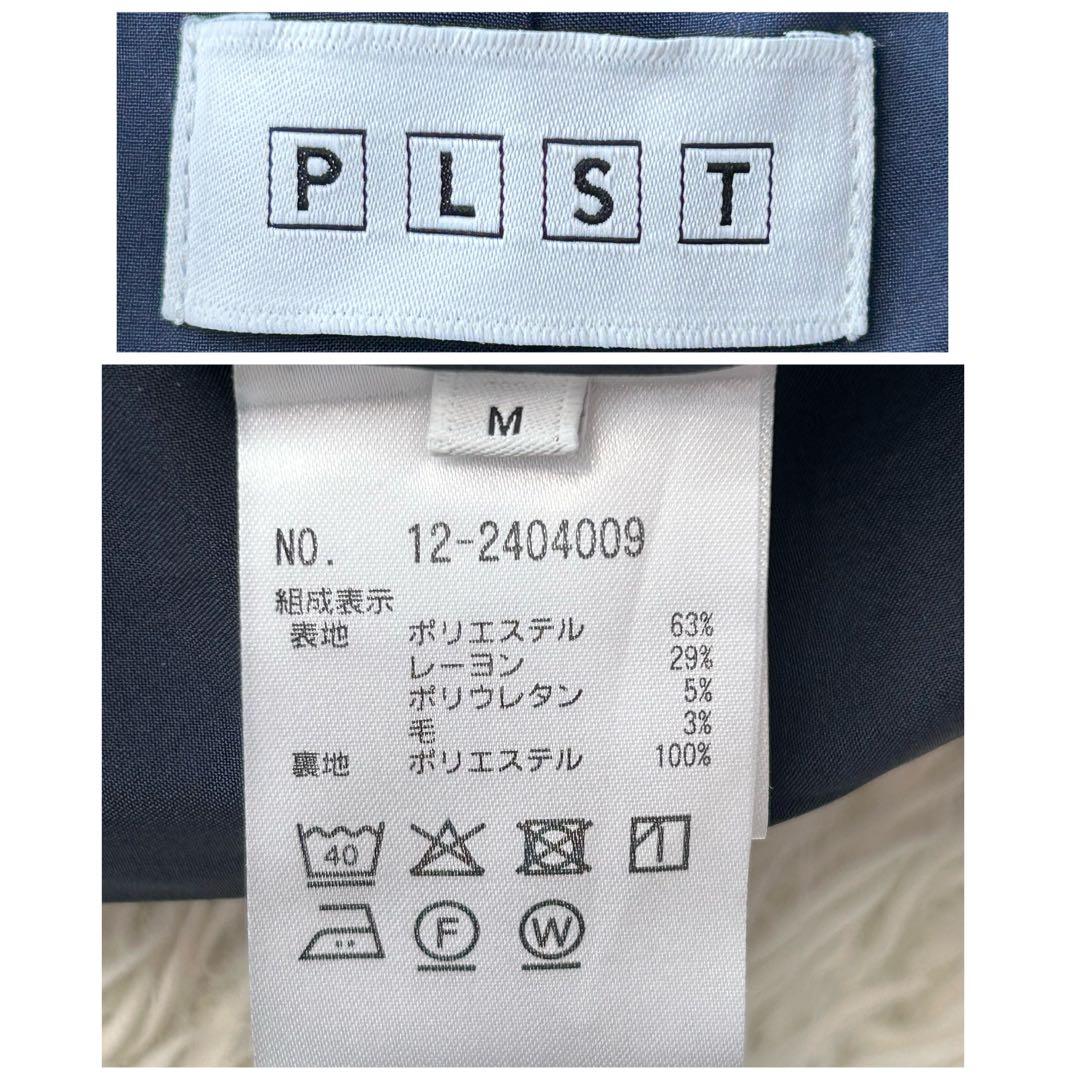 P L S T
M
NO. 12-2404009
組成表示
表地 ポリエステル 63%
レーヨン 29%
ポリウレタン 5%
毛 3%
裏地 ポリエステル 100%
40
F W